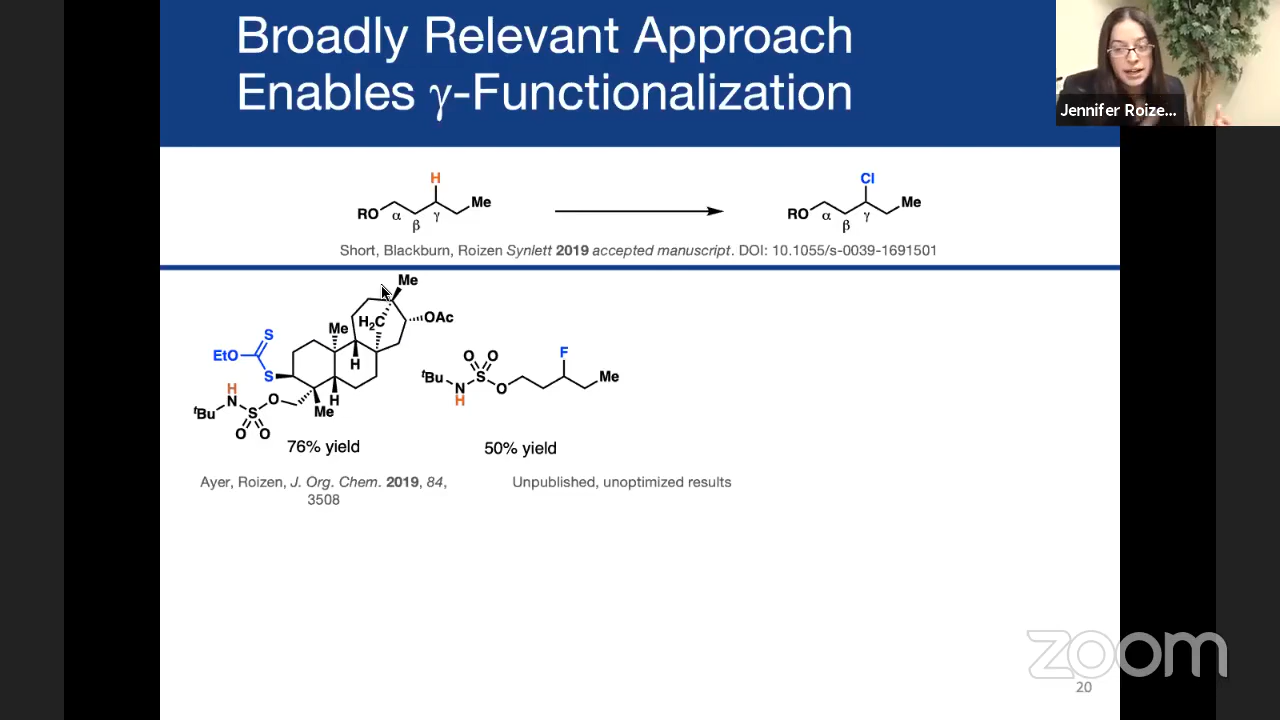 Broadly Relevant Approach
Enables γ-Functionalization
Jennifer Roize...
H
RO α β γ Me
Cl
RO α β γ Me
Short, Blackburn, Roizen Synlett 2019 accepted manuscript. DOI: 10.1055/s-0039-1691501
Me
H2C
OAc
Me
S
EtO
S
H
H
H
N
O
Me
tBu
S
O O
76% yield
O O
F
tBu
S
Me
N
O
H
50% yield
Ayer, Roizen, J. Org. Chem. 2019, 84,
3508
Unpublished, unoptimized results
zoom
20